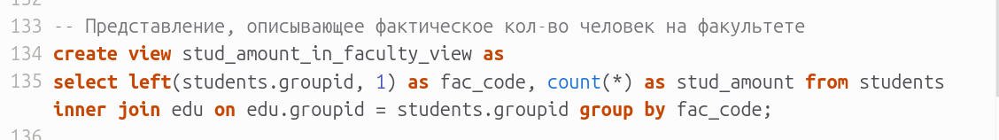 132
133 -- Представление, описывающее фактическое кол-во человек на факультете
134 create view stud_amount_in_faculty_view as
135 select left(students.groupid, 1) as fac_code, count(*) as stud_amount from students
inner join edu on edu.groupid = students.groupid group by fac_code;
136